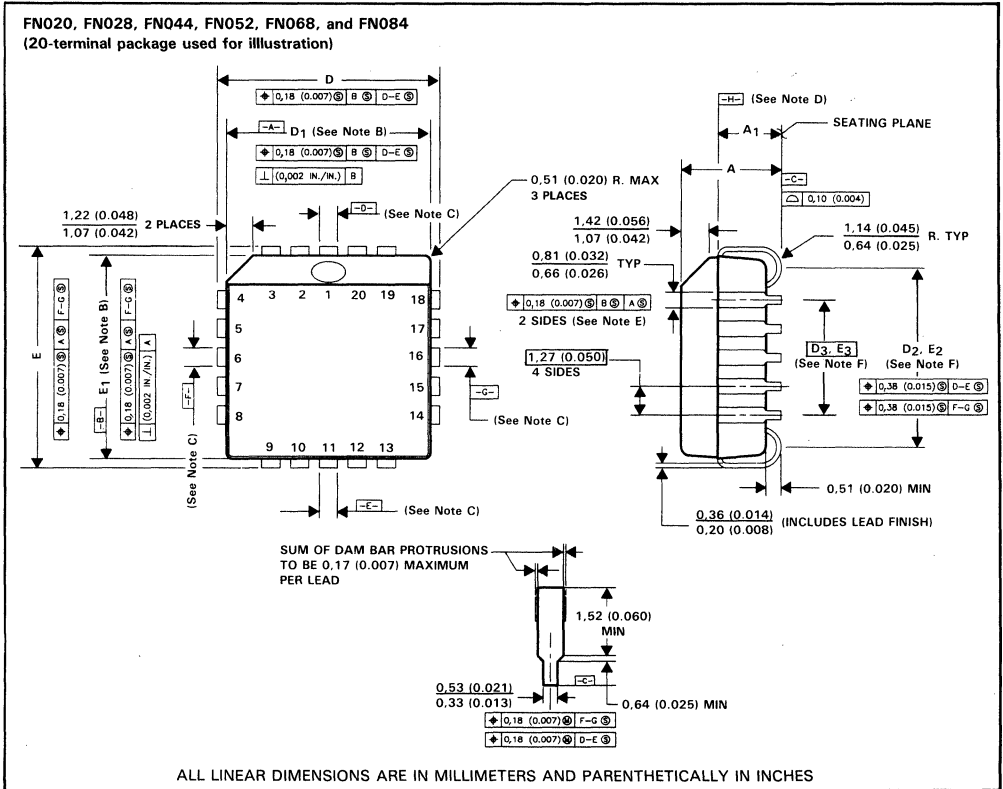 FN020, FN028, FN044, FN052, FN068, and FN084
(20-terminal package used for illlustration)
D
⌖ 0,18 (0.007) Ⓢ B Ⓢ D–E Ⓢ
-A- D1 (See Note B)
⌖ 0,18 (0.007) Ⓢ B Ⓢ D–E Ⓢ
⊥ (0,002 IN./IN.) B
-D- (See Note C)
0,51 (0.020) R. MAX
3 PLACES
1,22 (0.048)
1,07 (0.042)
2 PLACES
E
⌖ 0,18 (0.007) Ⓢ A Ⓢ F–G Ⓢ
-B- E1 (See Note B)
⌖ 0,18 (0.007) Ⓢ A Ⓢ F–G Ⓢ
⊥ (0,002 IN./IN.) A
-F-
(See Note C)
3 2 1 20 19
4 18
5 17
6 16
7 15
8 14
9 10 11 12 13
-G-
(See Note C)
-E- (See Note C)
-H- (See Note D)
A1
SEATING PLANE
A
-C-
⌓ 0,10 (0.004)
1,42 (0.056)
1,07 (0.042)
1,14 (0.045)
0,64 (0.025)
R. TYP
0,81 (0.032)
0,66 (0.026)
TYP
⌖ 0,18 (0.007) Ⓢ B Ⓢ A Ⓢ
2 SIDES (See Note E)
1,27 (0.050)
4 SIDES
D3, E3
(See Note F)
D2, E2
(See Note F)
⌖ 0,38 (0.015) Ⓢ D–E Ⓢ
⌖ 0,38 (0.015) Ⓢ F–G Ⓢ
0,51 (0.020) MIN
0,36 (0.014)
0,20 (0.008)
(INCLUDES LEAD FINISH)
SUM OF DAM BAR PROTRUSIONS
TO BE 0,17 (0.007) MAXIMUM
PER LEAD
1,52 (0.060)
MIN
-C-
0,53 (0.021)
0,33 (0.013)
0,64 (0.025) MIN
⌖ 0,18 (0.007) Ⓜ F–G Ⓢ
⌖ 0,18 (0.007) Ⓜ D–E Ⓢ
ALL LINEAR DIMENSIONS ARE IN MILLIMETERS AND PARENTHETICALLY IN INCHES